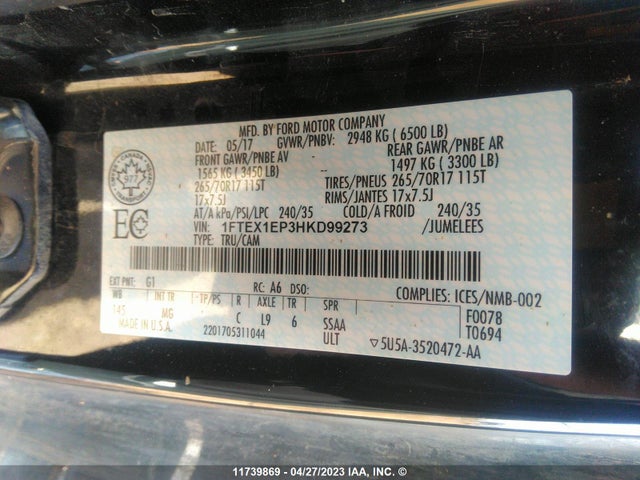 MFD. BY FORD MOTOR COMPANY
DATE: 05/17 GVWR/PNBV: 2948 KG ( 6500 LB)
FRONT GAWR/PNBE AV REAR GAWR/PNBE AR
1565 KG ( 3450 LB) 1497 KG ( 3300 LB)
265/70R17 115T TIRES/PNEUS 265/70R17 115T
17x7.5J RIMS/JANTES 17x7.5J
AT/A kPa/PSI/LPC 240/35 COLD/A FROID 240/35
VIN: 1FTEX1EP3HKD99273 /JUMELEES
TYPE: TRU/CAM
EC
CANADA
977
TRANSPORT
EXT PNT: G1 RC: A6 DSO: COMPLIES: ICES/NMB-002
WB INT TR TP/PS R AXLE TR SPR F0078
145 MG C L9 6 SSAA T0694
MADE IN U.S.A. 2201705311044 ULT 5U5A-3520472-AA
11739869 - 04/27/2023 IAA, INC. ©